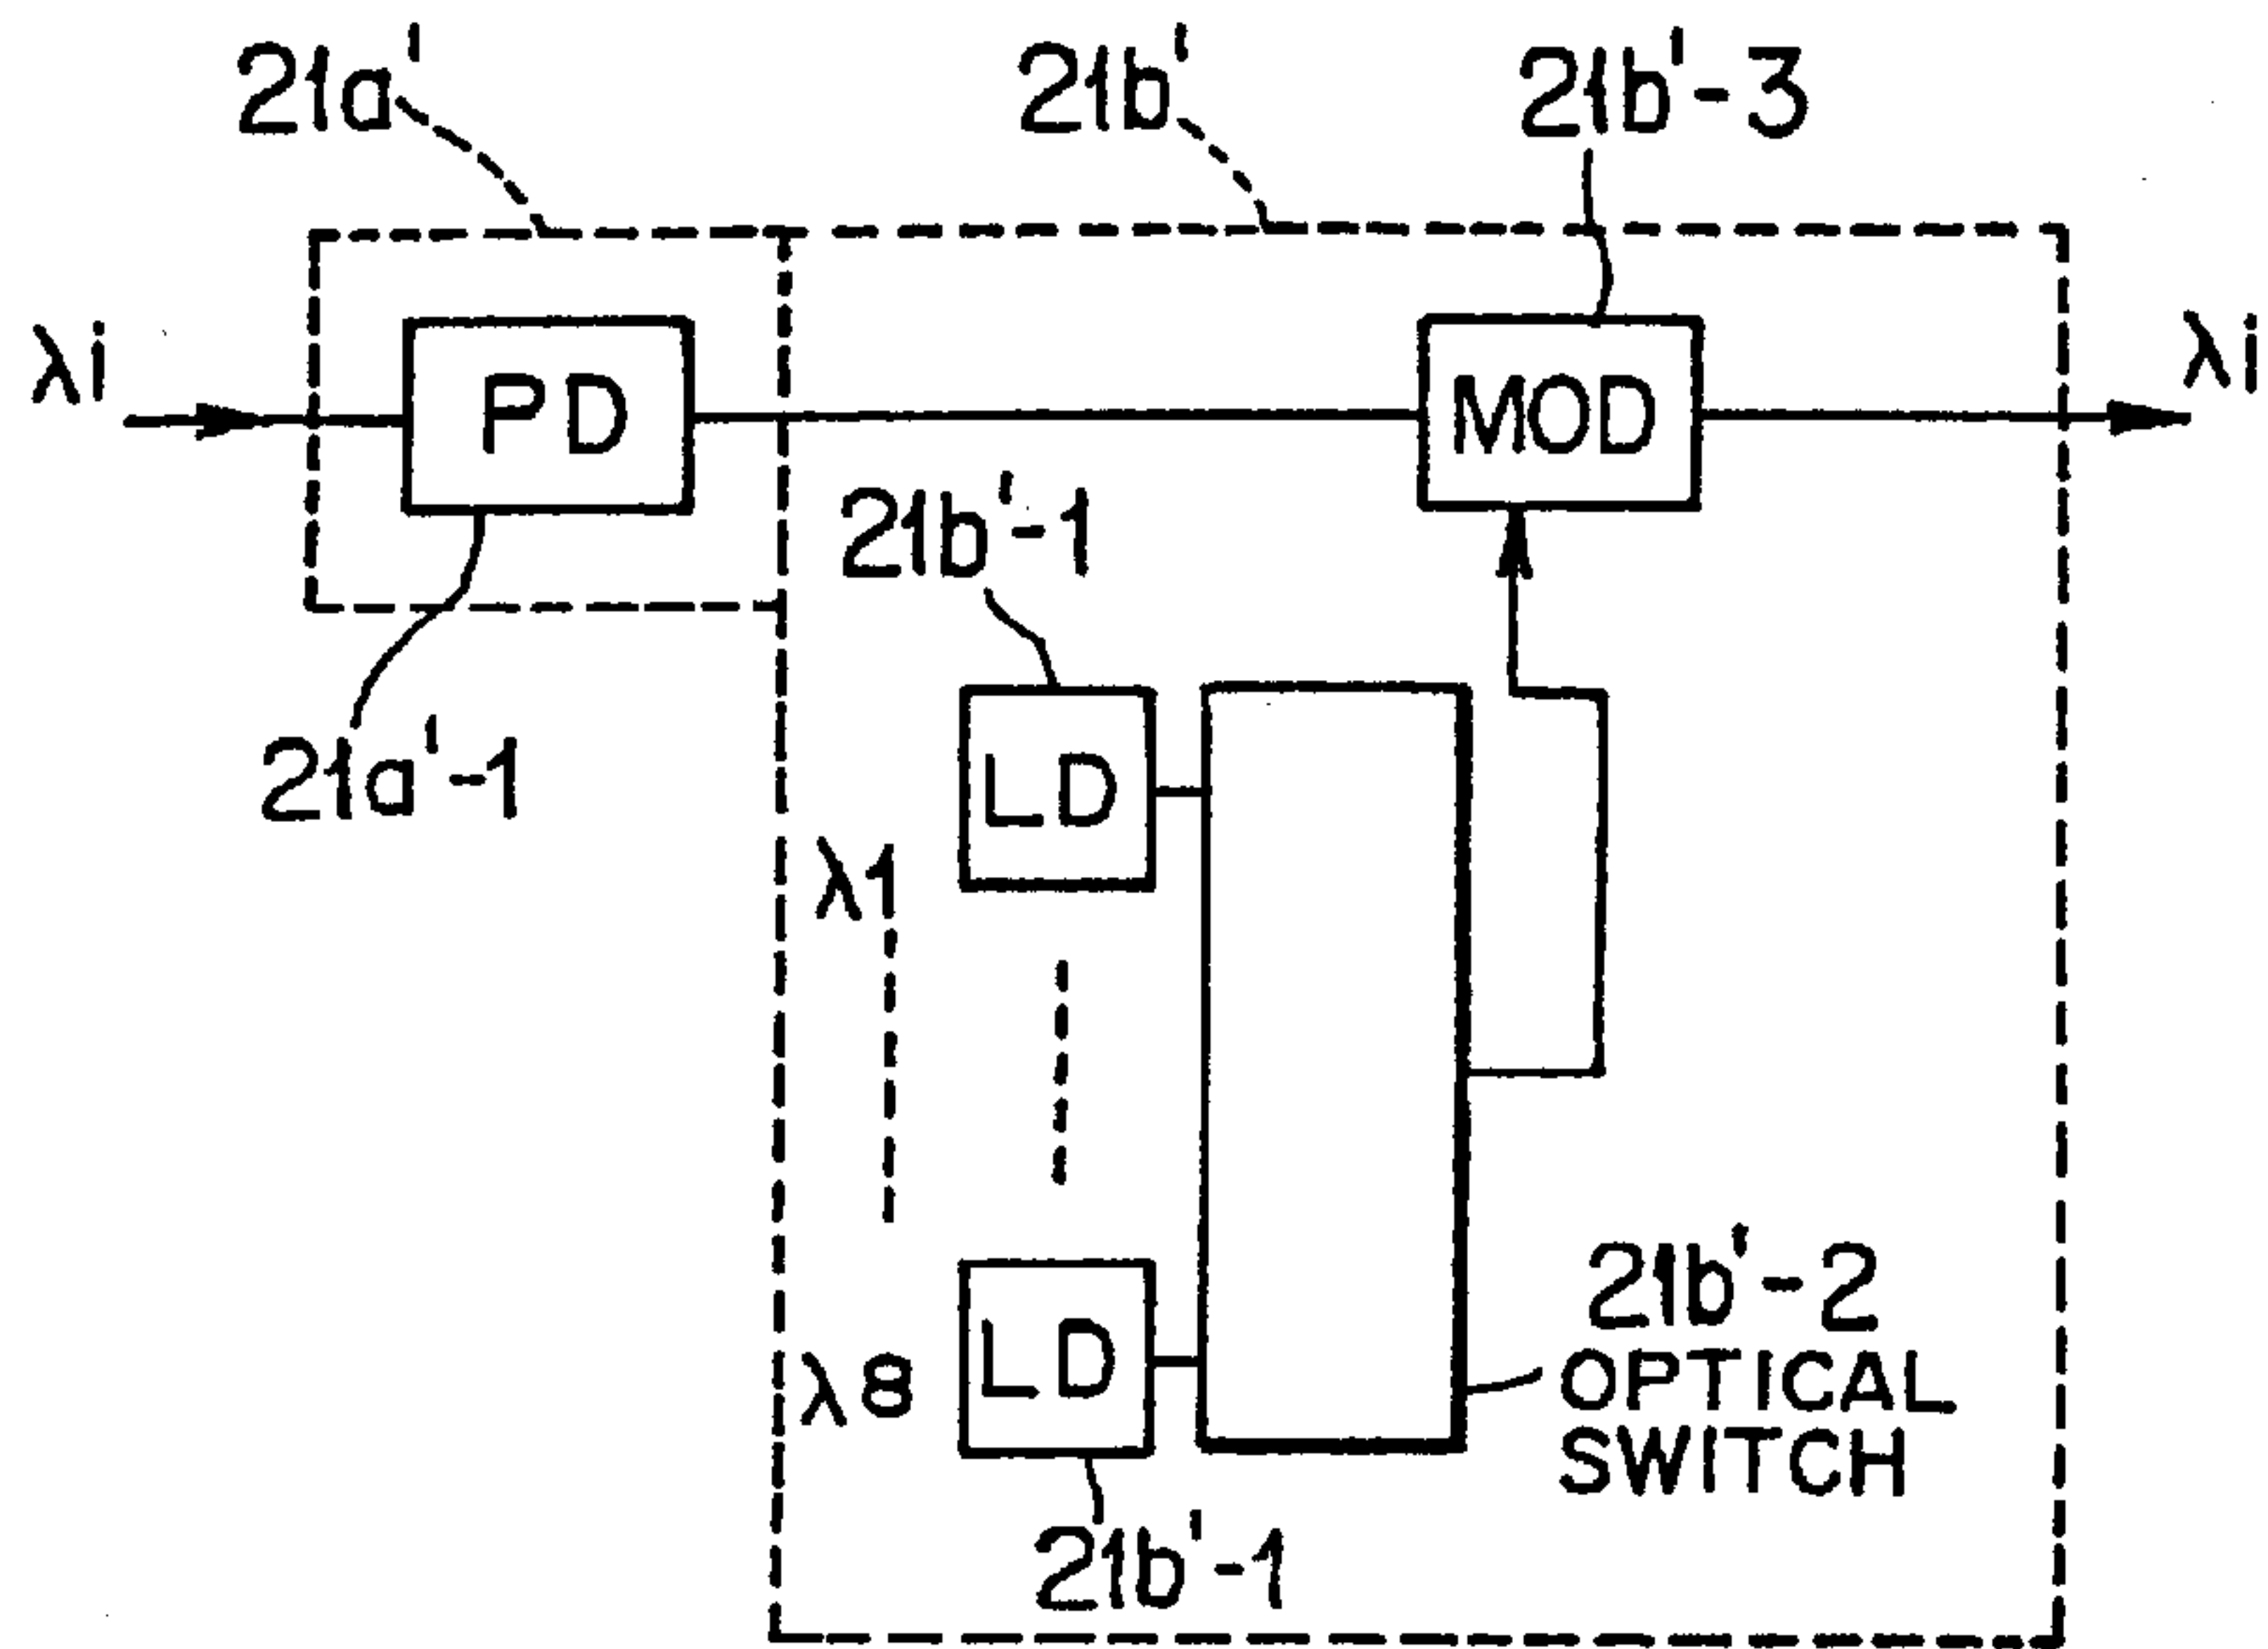 21a'
21b'
21b'-3
λi
PD
MOD
λi
21b'-1
21a'-1
LD
λ1
21b'-2
OPTICAL
SWITCH
λ8
LD
21b'-1